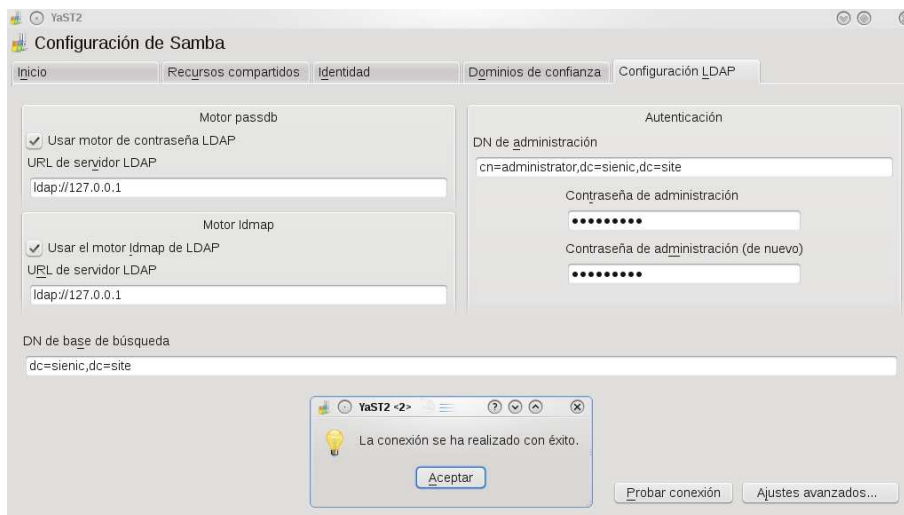 YaST2
Configuración de Samba
Inicio
Recursos compartidos
Identidad
Dominios de confianza
Configuración LDAP
Motor passdb
Usar motor de contraseña LDAP
URL de servidor LDAP
ldap://127.0.0.1
Motor Idmap
Usar el motor Idmap de LDAP
URL de servidor LDAP
ldap://127.0.0.1
Autenticación
DN de administración
cn=administrator,dc=sienic,dc=site
Contraseña de administración
•••••••••
Contraseña de administración (de nuevo)
•••••••••
DN de base de búsqueda
dc=sienic,dc=site
YaST2 <2>
La conexión se ha realizado con éxito.
Aceptar
Probar conexión
Ajustes avanzados...